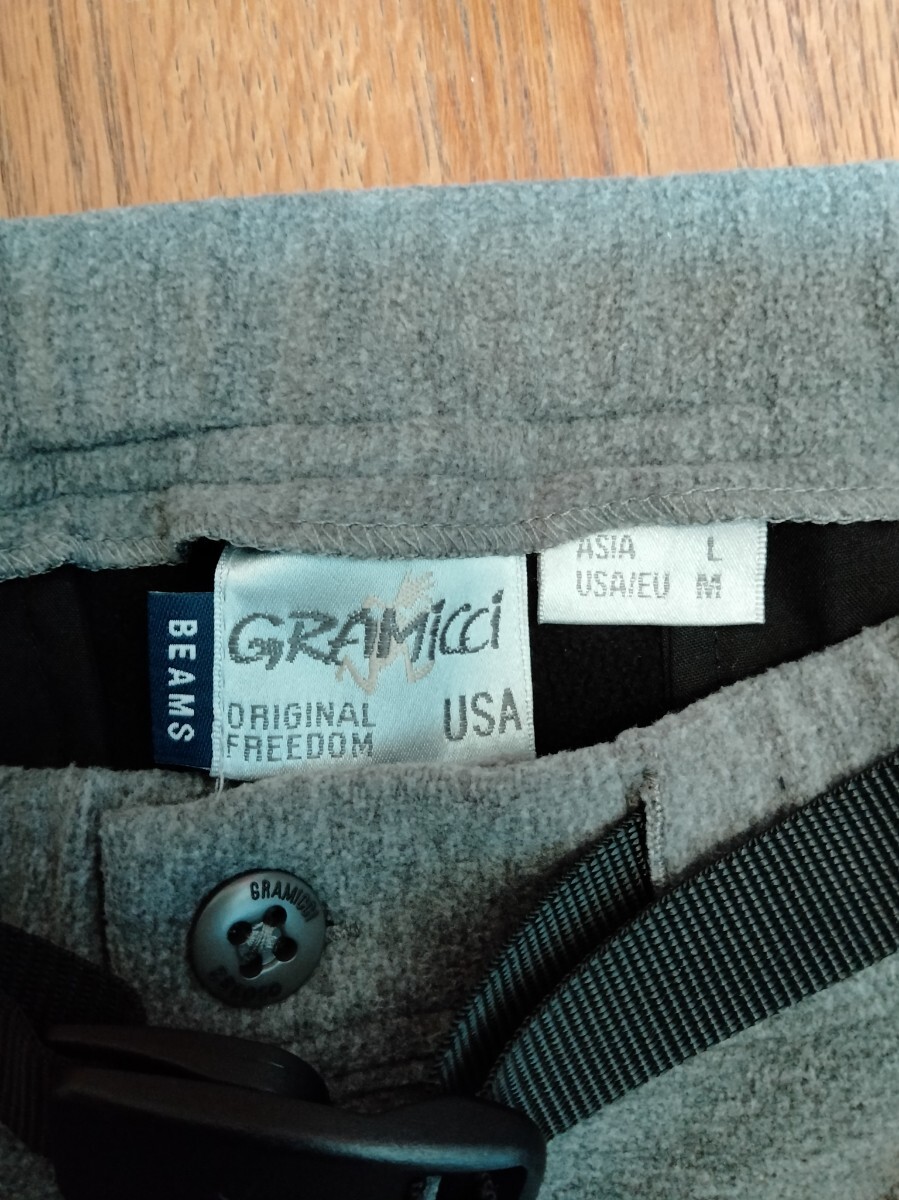 BEAMS
GRAMiCCi
ORIGINAL
FREEDOM
USA
ASIA L
USA/EU M
GRAMICCI